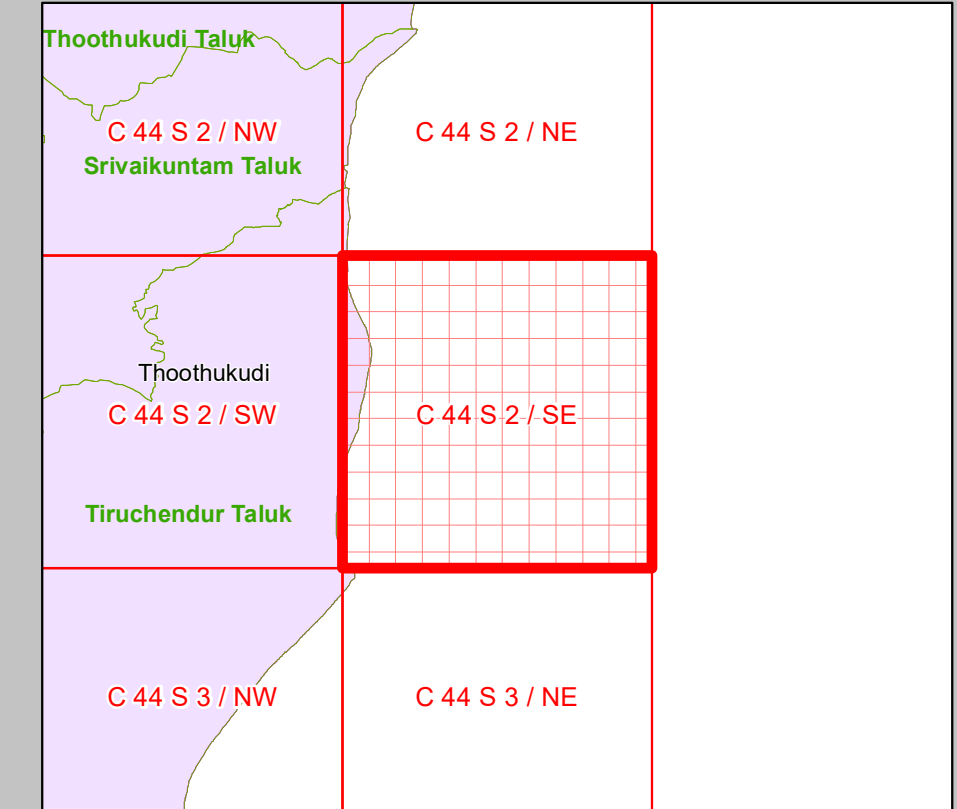 Thoothukudi Taluk
C 44 S 2 / NW
C 44 S 2 / NE
Srivaikuntam Taluk
Thoothukudi
C 44 S 2 / SW
C 44 S 2 / SE
Tiruchendur Taluk
C 44 S 3 / NW
C 44 S 3 / NE